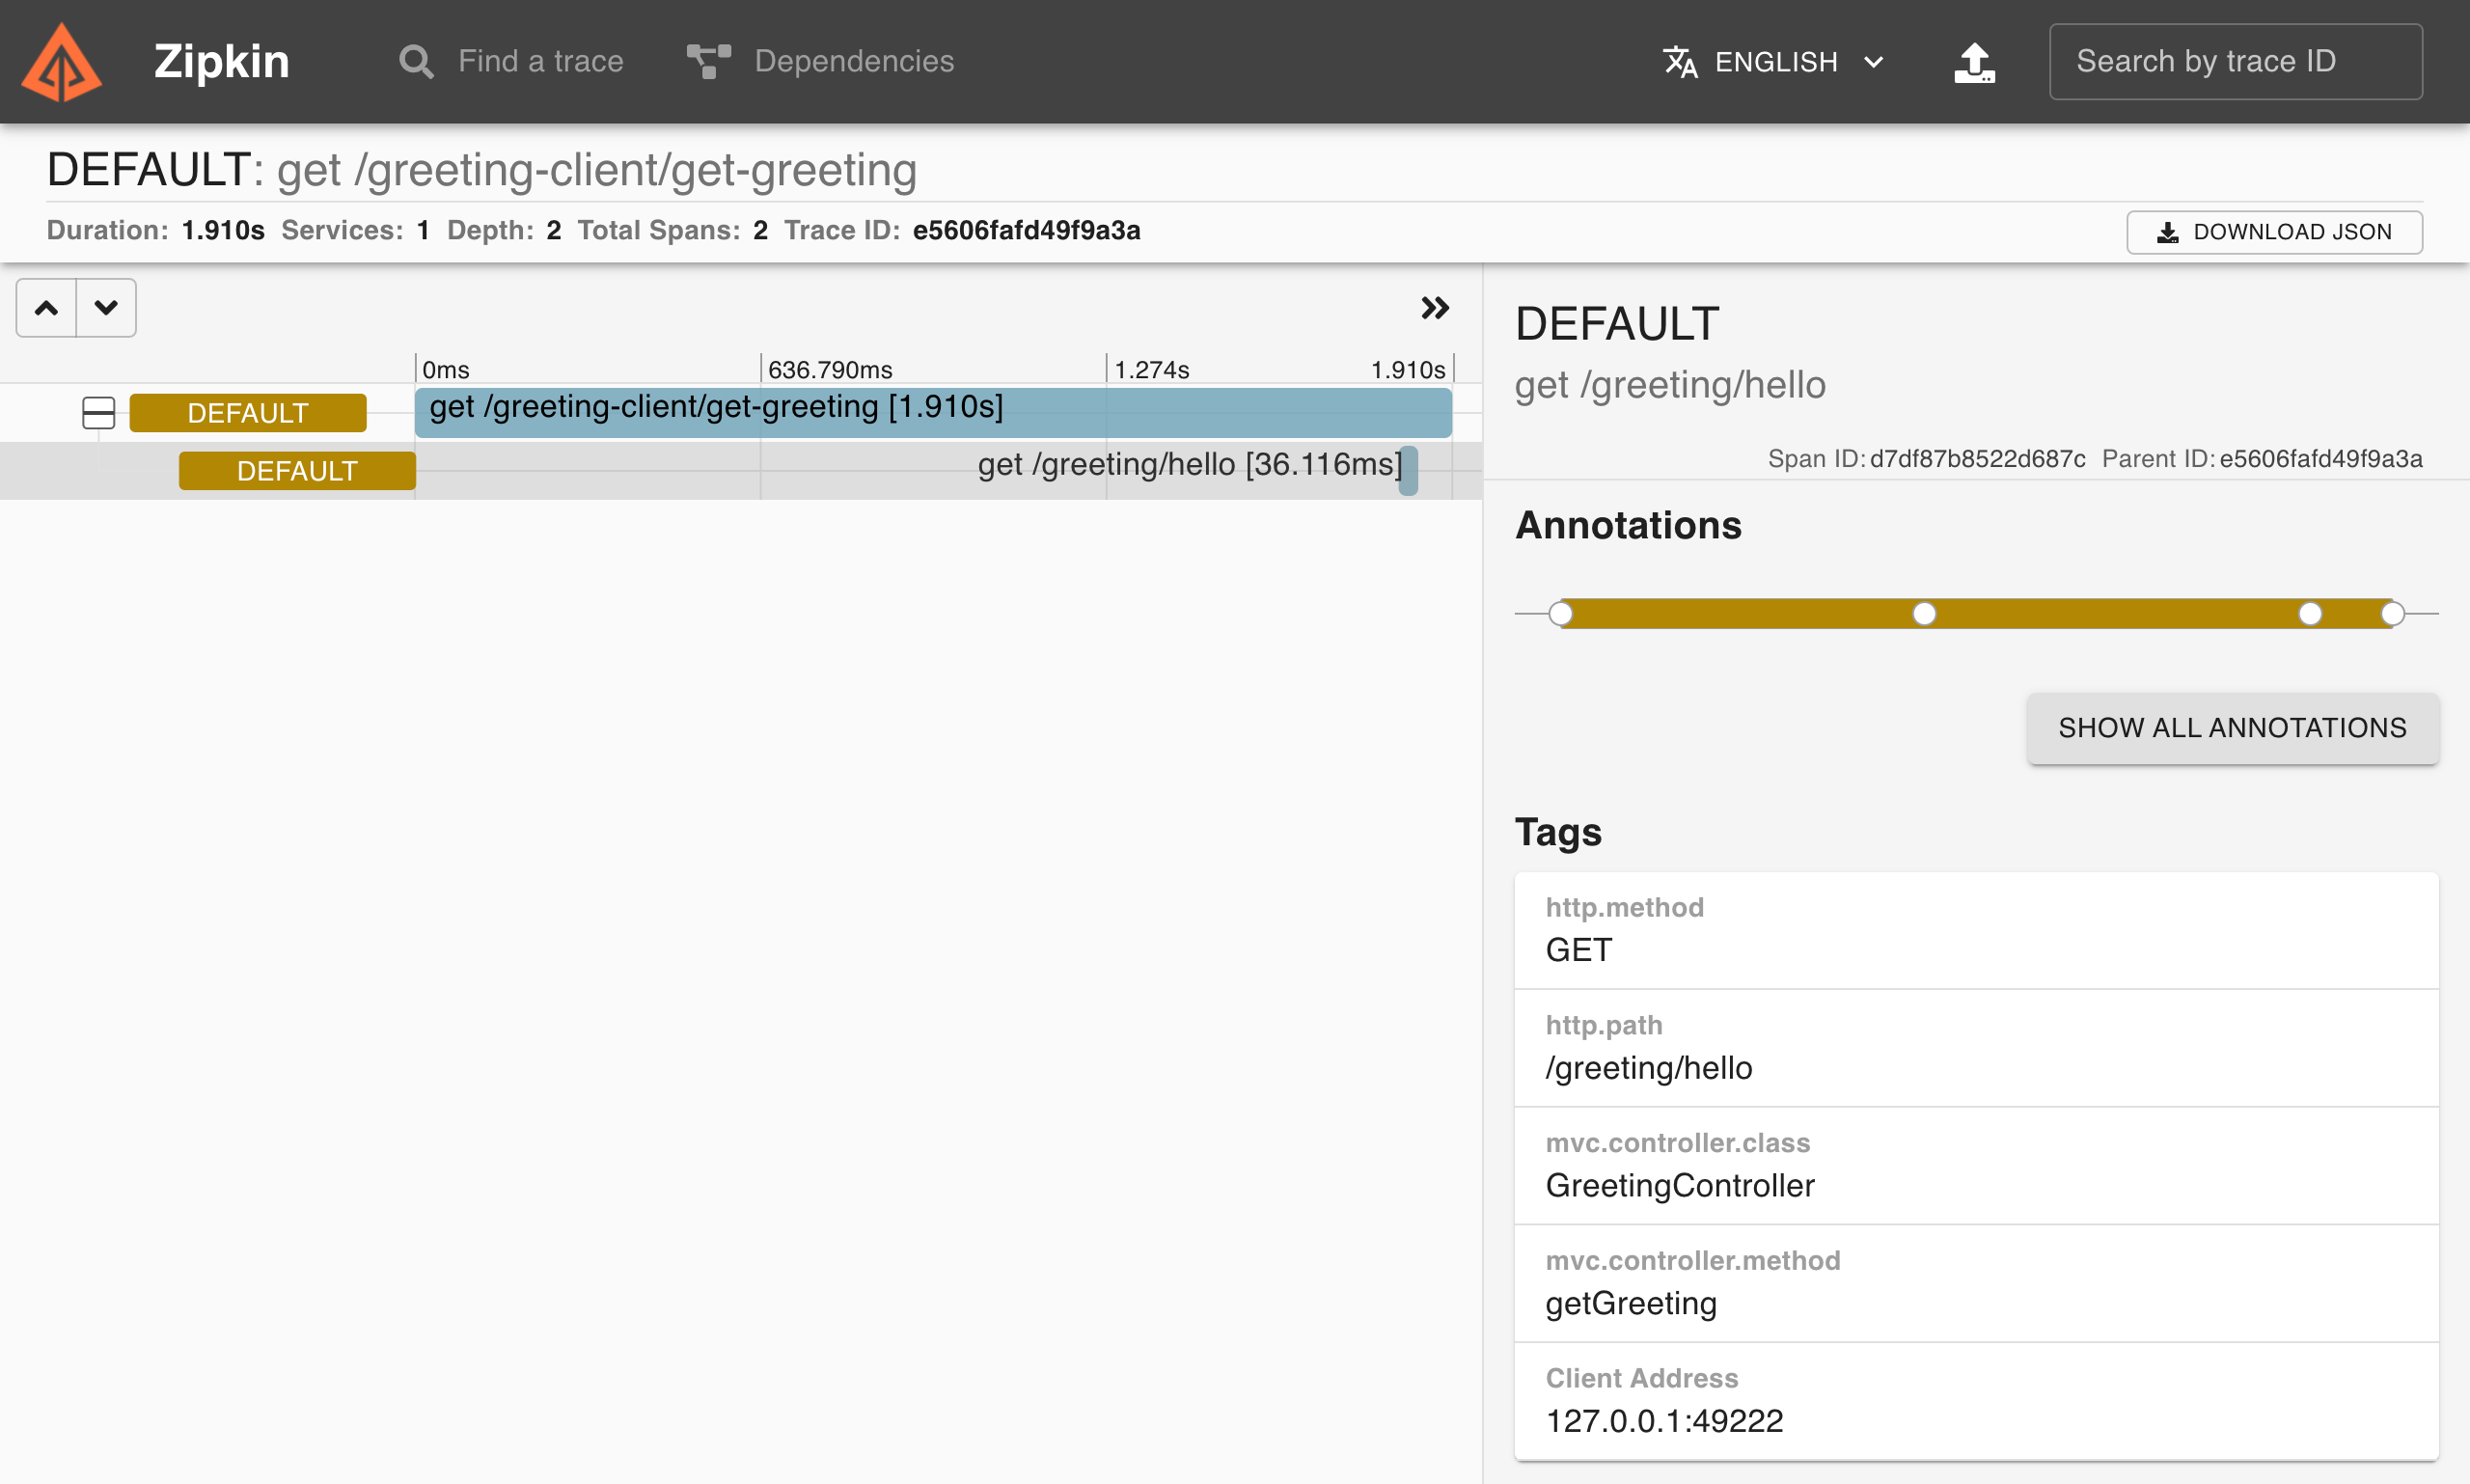 Zipkin Find a trace Dependencies ENGLISH Search by trace ID
DEFAULT: get /greeting-client/get-greeting
Duration: 1.910s Services: 1 Depth: 2 Total Spans: 2 Trace ID: e5606fafd49f9a3a DOWNLOAD JSON
0ms 636.790ms 1.274s 1.910s
DEFAULT get /greeting-client/get-greeting [1.910s]
DEFAULT get /greeting/hello [36.116ms]
DEFAULT
get /greeting/hello
Span ID: d7df87b8522d687c Parent ID: e5606fafd49f9a3a
Annotations
SHOW ALL ANNOTATIONS
Tags
http.method
GET
http.path
/greeting/hello
mvc.controller.class
GreetingController
mvc.controller.method
getGreeting
Client Address
127.0.0.1:49222